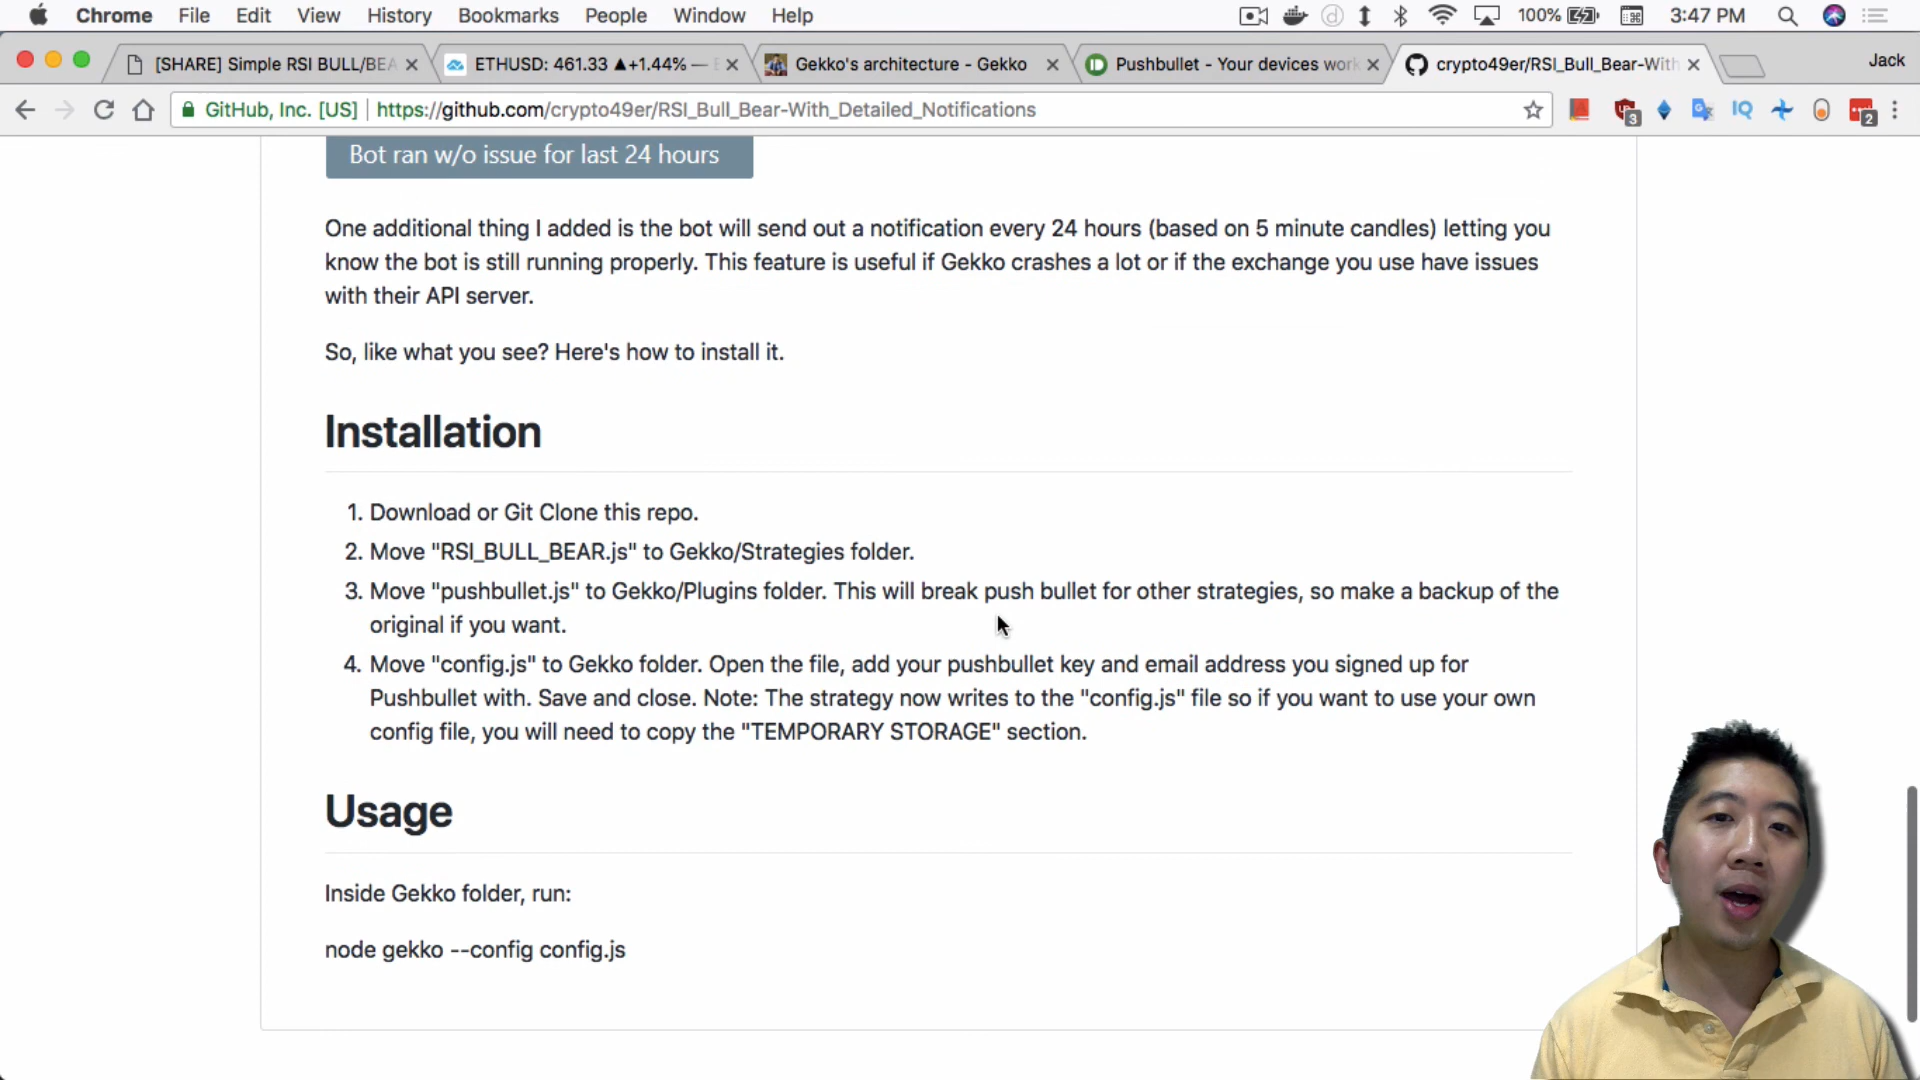 Chrome File Edit View History Bookmarks People Window Help 100% 3:47 PM
[SHARE] Simple RSI BULL/BEA ETHUSD: 461.33 ▲+1.44% — Gekko's architecture - Gekko Pushbullet - Your devices work crypto49er/RSI_Bull_Bear-With Jack
GitHub, Inc. [US] https://github.com/crypto49er/RSI_Bull_Bear-With_Detailed_Notifications 3 IQ 2
Bot ran w/o issue for last 24 hours
One additional thing I added is the bot will send out a notification every 24 hours (based on 5 minute candles) letting you
know the bot is still running properly. This feature is useful if Gekko crashes a lot or if the exchange you use have issues
with their API server.
So, like what you see? Here's how to install it.
Installation
1. Download or Git Clone this repo.
2. Move "RSI_BULL_BEAR.js" to Gekko/Strategies folder.
3. Move "pushbullet.js" to Gekko/Plugins folder. This will break push bullet for other strategies, so make a backup of the
original if you want.
4. Move "config.js" to Gekko folder. Open the file, add your pushbullet key and email address you signed up for
Pushbullet with. Save and close. Note: The strategy now writes to the "config.js" file so if you want to use your own
config file, you will need to copy the "TEMPORARY STORAGE" section.
Usage
Inside Gekko folder, run:
node gekko --config config.js